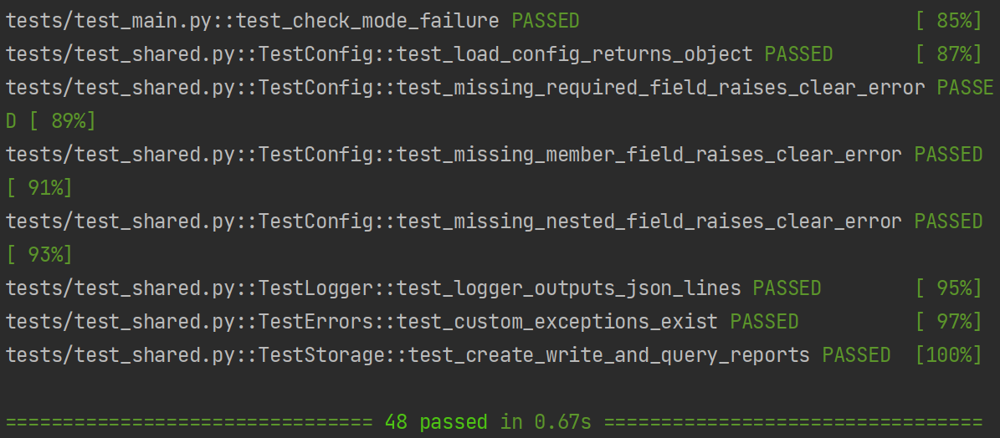 tests/test_main.py::test_check_mode_failure PASSED [ 85%]
tests/test_shared.py::TestConfig::test_load_config_returns_object PASSED [ 87%]
tests/test_shared.py::TestConfig::test_missing_required_field_raises_clear_error PASSE
D [ 89%]
tests/test_shared.py::TestConfig::test_missing_member_field_raises_clear_error PASSED
[ 91%]
tests/test_shared.py::TestConfig::test_missing_nested_field_raises_clear_error PASSED
[ 93%]
tests/test_shared.py::TestLogger::test_logger_outputs_json_lines PASSED [ 95%]
tests/test_shared.py::TestErrors::test_custom_exceptions_exist PASSED [ 97%]
tests/test_shared.py::TestStorage::test_create_write_and_query_reports PASSED [100%]
================================ 48 passed in 0.67s =================================